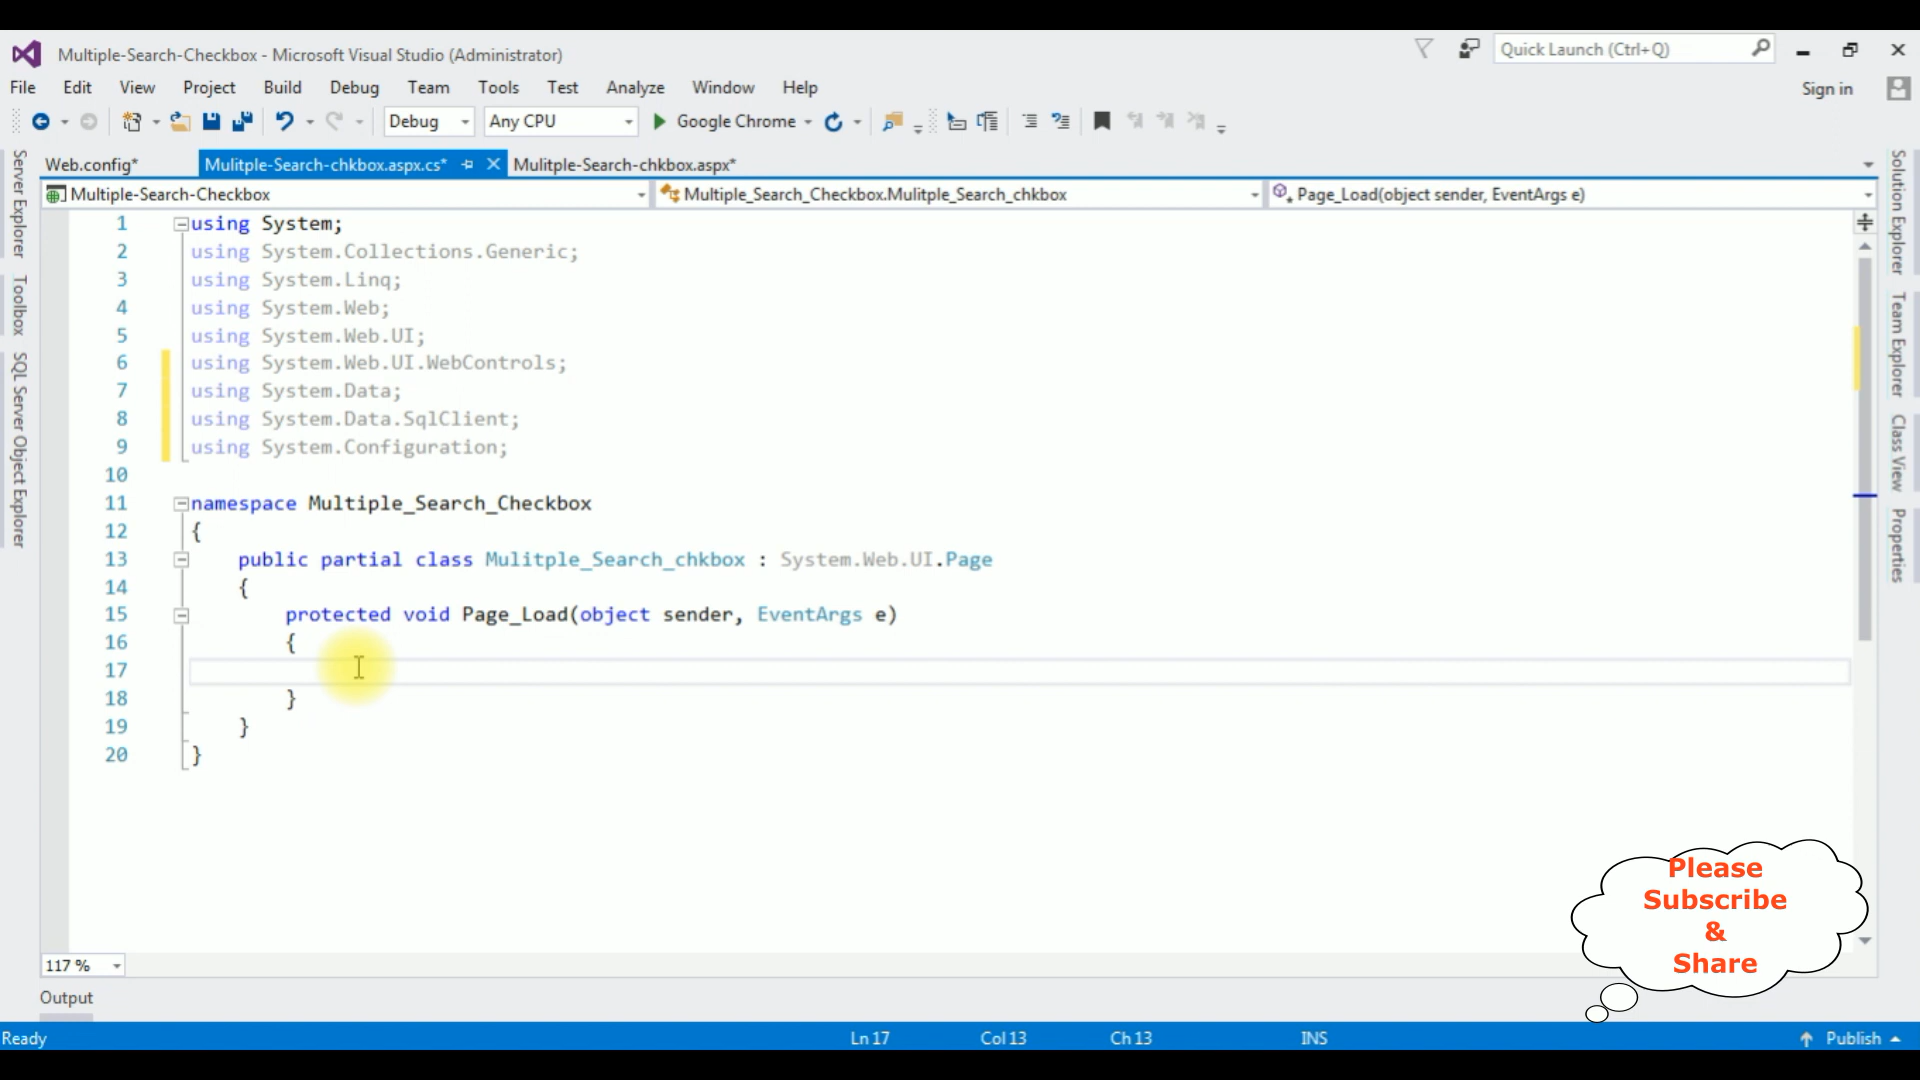 Multiple-Search-Checkbox - Microsoft Visual Studio (Administrator)
Quick Launch (Ctrl+Q)
File Edit View Project Build Debug Team Tools Test Analyze Window Help
Sign in
Debug Any CPU Google Chrome
Web.config* Mulitple-Search-chkbox.aspx.cs* Mulitple-Search-chkbox.aspx*
Multiple-Search-Checkbox Multiple_Search_Checkbox.Mulitple_Search_chkbox Page_Load(object sender, EventArgs e)
1 using System;
2 using System.Collections.Generic;
3 using System.Linq;
4 using System.Web;
5 using System.Web.UI;
6 using System.Web.UI.WebControls;
7 using System.Data;
8 using System.Data.SqlClient;
9 using System.Configuration;
10
11 namespace Multiple_Search_Checkbox
12 {
13 public partial class Mulitple_Search_chkbox : System.Web.UI.Page
14 {
15 protected void Page_Load(object sender, EventArgs e)
16 {
17
18 }
19 }
20 }
Server Explorer
Toolbox
SQL Server Object Explorer
Solution Explorer
Team Explorer
Class View
Properties
Please
Subscribe
&
Share
117 %
Output
Ready Ln 17 Col 13 Ch 13 INS Publish